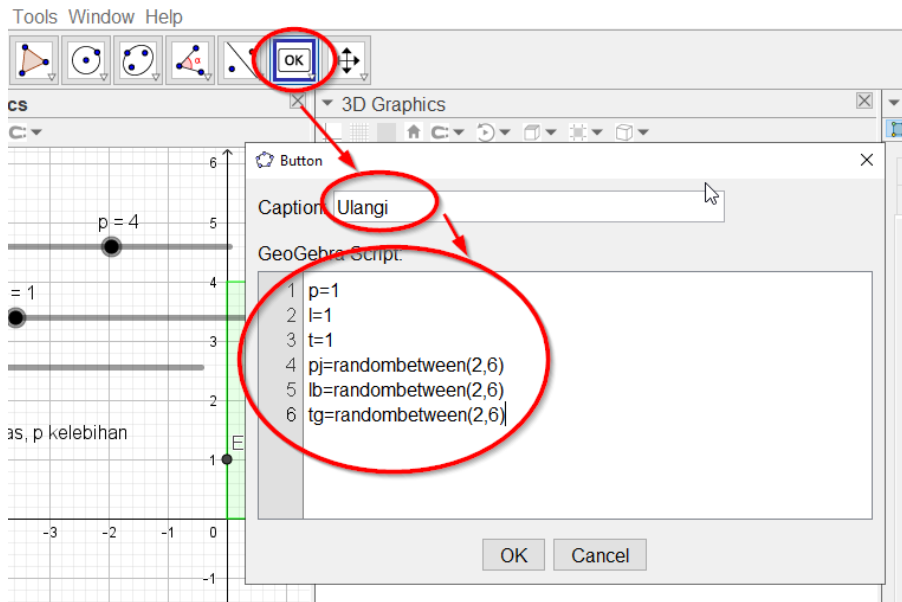 Tools Window Help
OK
cs
3D Graphics
Button
Caption: Ulangi
GeoGebra Script:
1 p=1
2 l=1
3 t=1
4 pj=randombetween(2,6)
5 lb=randombetween(2,6)
6 tg=randombetween(2,6)
OK Cancel
p = 4
= 1
as, p kelebihan
E
6
5
4
3
2
1
-3 -2 -1 0
-1